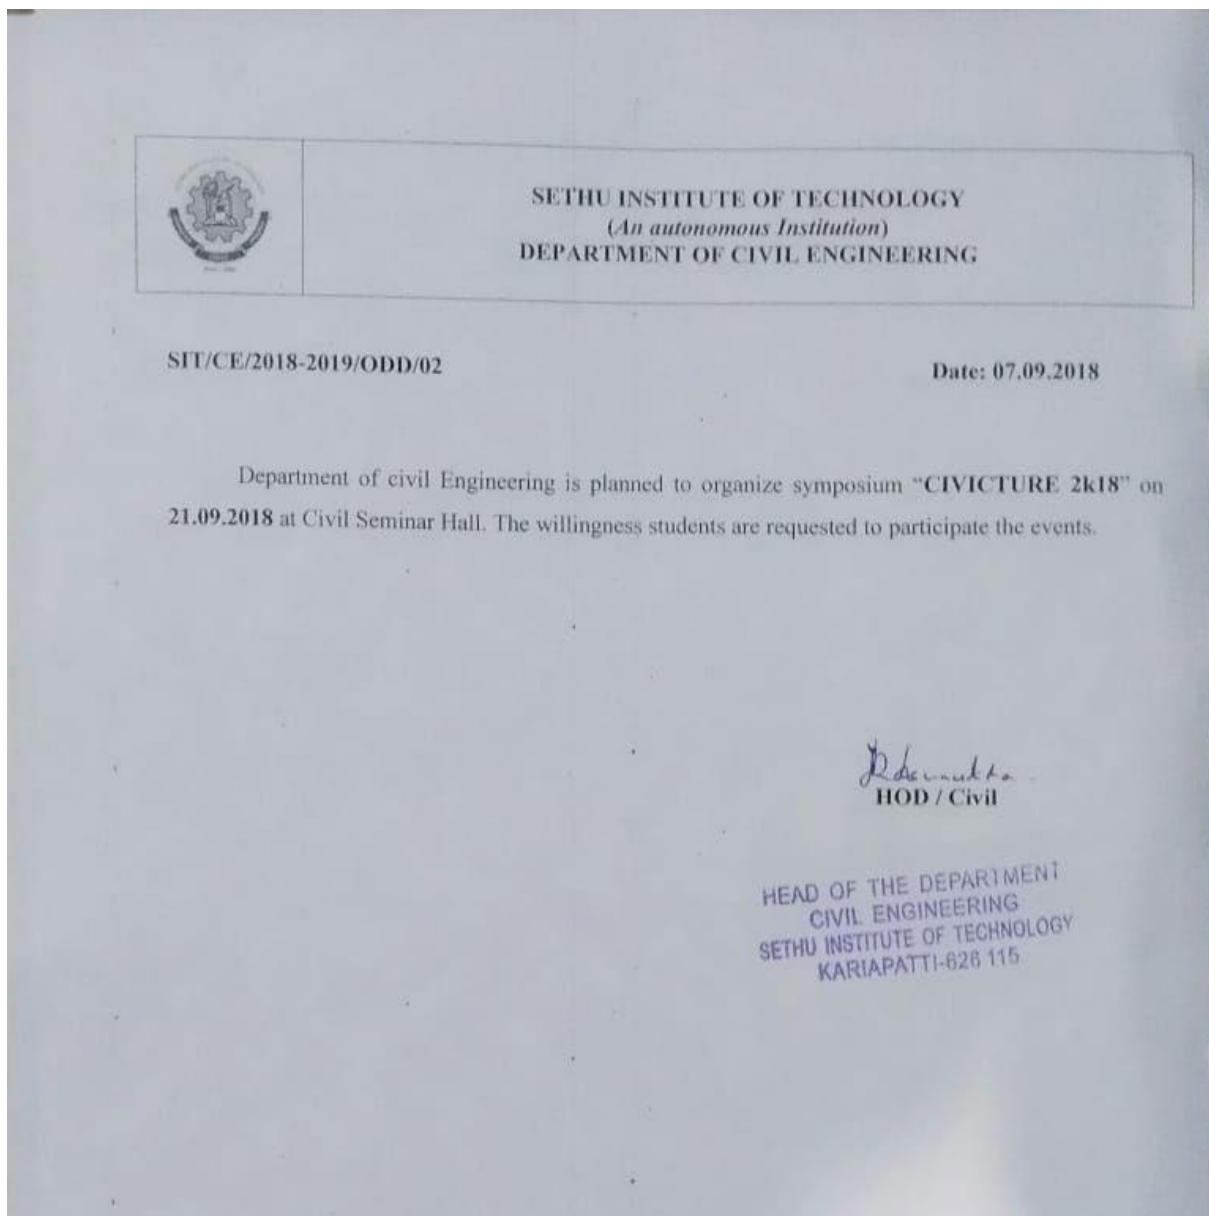 SETHU INSTITUTE OF TECHNOLOGY
(An autonomous Institution)
DEPARTMENT OF CIVIL ENGINEERING
SIT/CE/2018-2019/ODD/02
Date: 07.09.2018
Department of civil Engineering is planned to organize symposium “CIVICTURE 2k18” on
21.09.2018 at Civil Seminar Hall. The willingness students are requested to participate the events.
HOD / Civil
HEAD OF THE DEPARTMENT
CIVIL ENGINEERING
SETHU INSTITUTE OF TECHNOLOGY
KARIAPATTI-626 115